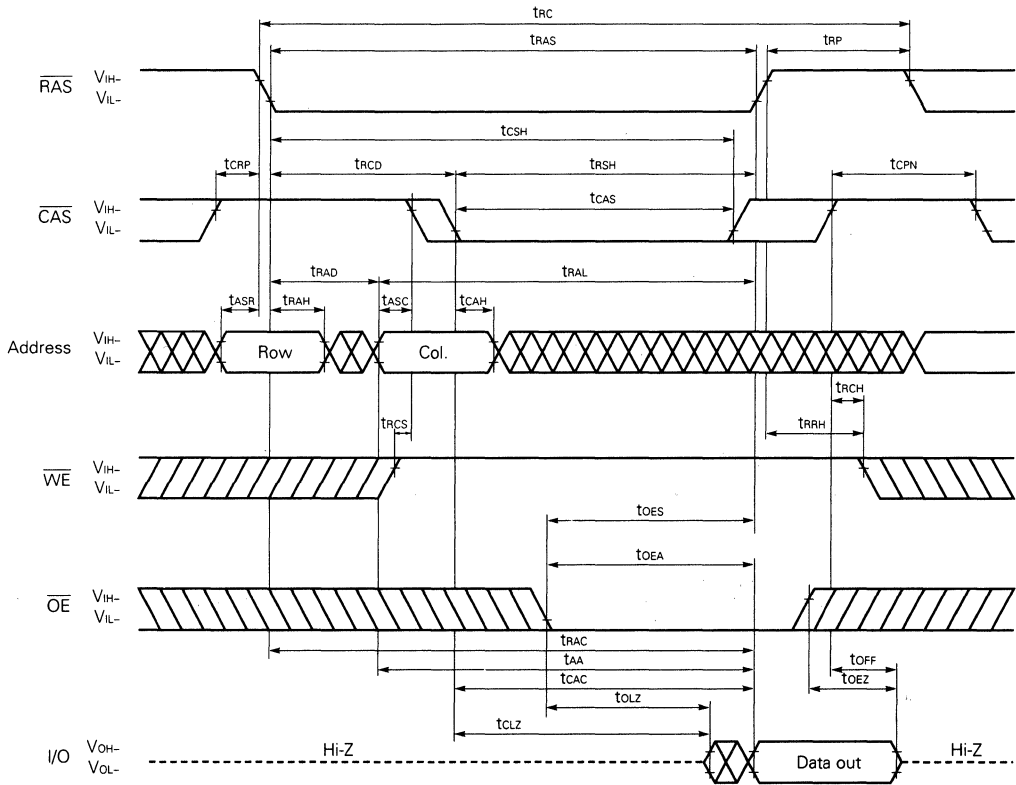 tRC
tRAS
tRP
RAS
VIH–
VIL–
tCSH
tCRP
tRCD
tRSH
tCPN
tCAS
CAS
VIH–
VIL–
tRAD
tRAL
tASR
tRAH
tASC
tCAH
Address
VIH–
VIL–
Row
Col.
tRCH
tRCS
tRRH
WE
VIH–
VIL–
tOES
tOEA
OE
VIH–
VIL–
tRAC
tAA
tOFF
tCAC
tOEZ
tOLZ
tCLZ
I/O
VOH–
VOL–
Hi-Z
Data out
Hi-Z